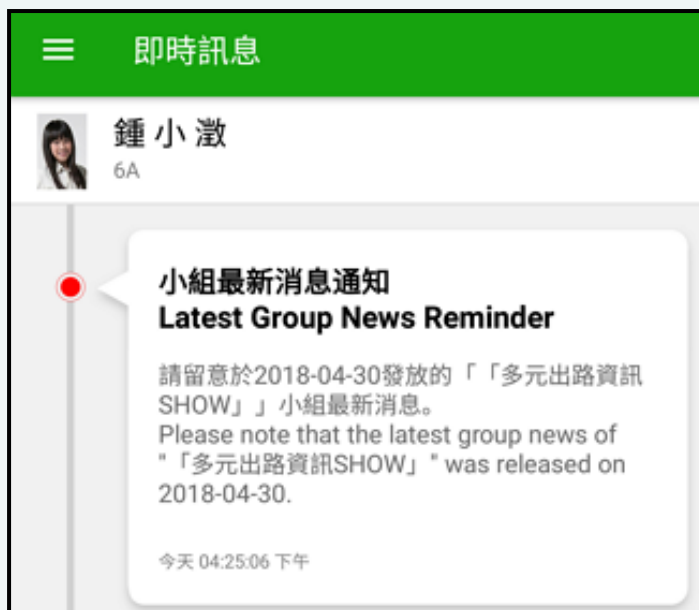 即時訊息
鍾小澂
6A
小組最新消息通知
Latest Group News Reminder
請留意於2018-04-30發放的「「多元出路資訊
SHOW」」小組最新消息。
Please note that the latest group news of
"「多元出路資訊SHOW」" was released on
2018-04-30.
今天 04:25:06 下午